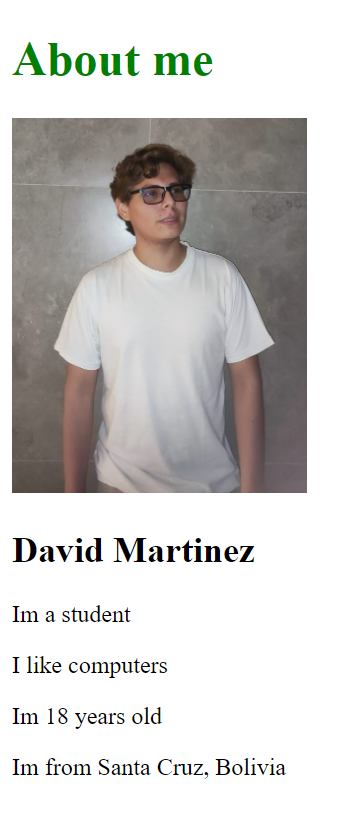 About me
David Martinez
Im a student
I like computers
Im 18 years old
Im from Santa Cruz, Bolivia